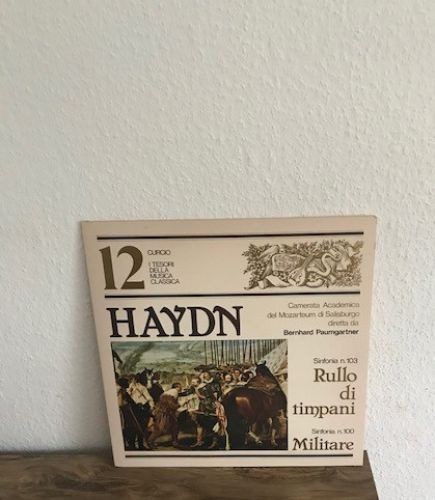 12
CURCIO
I TESORI
DELLA
MUSICA
CLASSICA
HAYDN
Camerata Academica
del Mozarteum di Salisburgo
diretta da
Bernhard Paumgartner
Sinfonia n.103
Rullo
di
timpani
Sinfonia n.100
Militare